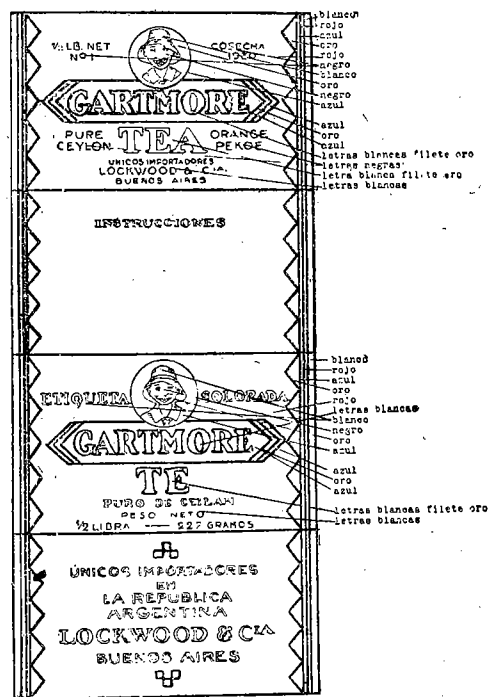 ½ LB. NET COSECHA
Nº 1
GARTMORE
PURE TEA ORANGE
CEYLON PEKOE
UNICOS IMPORTADORES
LOCKWOOD & CIA.
BUENOS AIRES
blanco
rojo
azul
oro
rojo
negro
blanco
oro
negro
azul
azul
oro
azul
letras blancas filete oro
letras negras
letra blanca filete oro
letras blancas
INSTRUCCIONES
ETIQUETA COLORADA
GARTMORE
TE
PURO DE CEILAN
PESO NETO
½ LIBRA — 227 GRAMOS
blanco
rojo
azul
oro
rojo
letras blancas
blanco
negro
oro
azul
azul
oro
azul
letras blancas filete oro
letras blancas
ÚNICOS IMPORTADORES
EN
LA REPUBLICA
ARGENTINA
LOCKWOOD & CIA
BUENOS AIRES